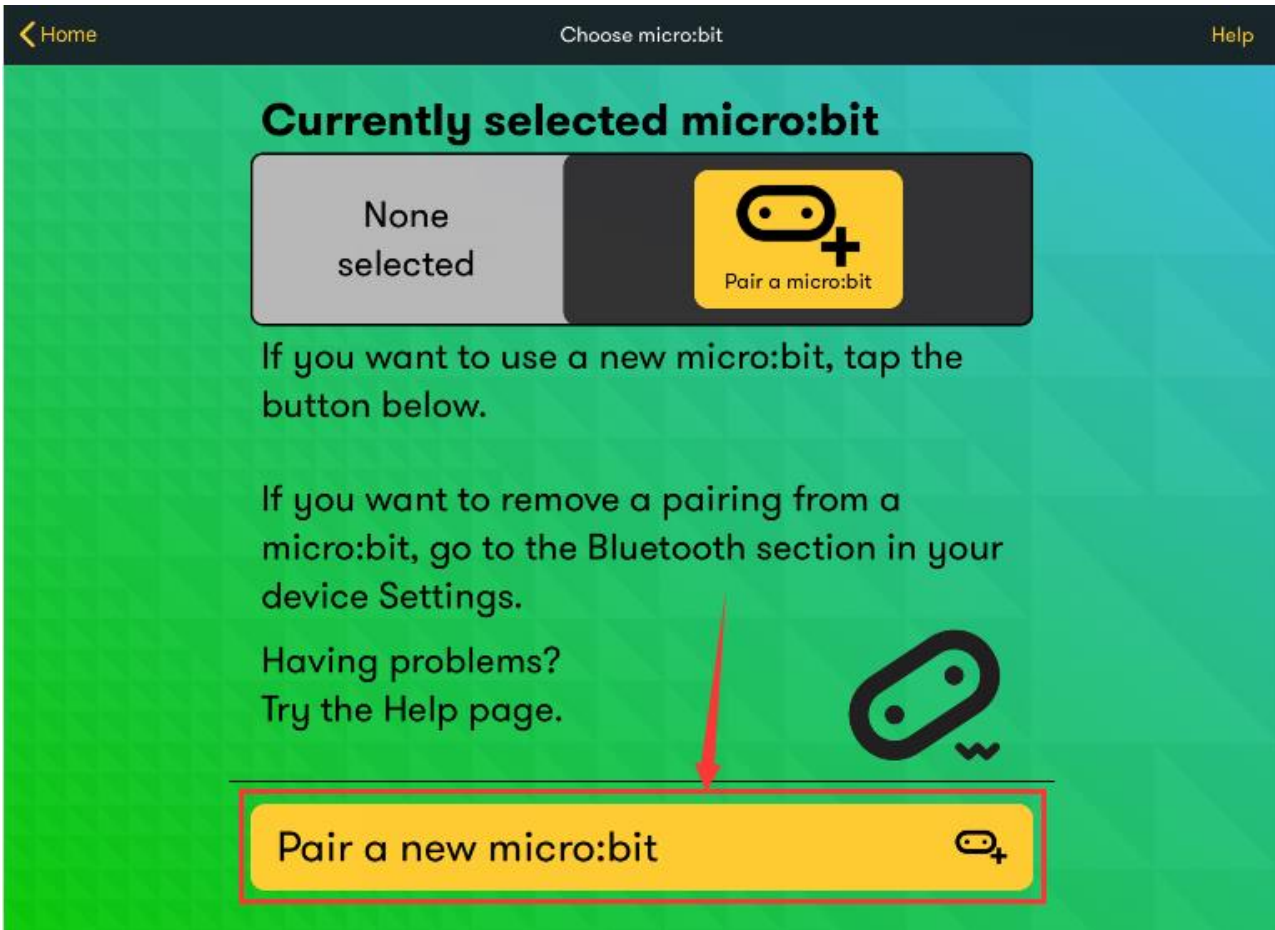 Home
Choose micro:bit
Help
Currently selected micro:bit
None
selected
Pair a micro:bit
If you want to use a new micro:bit, tap the
button below.
If you want to remove a pairing from a
micro:bit, go to the Bluetooth section in your
device Settings.
Having problems?
Try the Help page.
Pair a new micro:bit